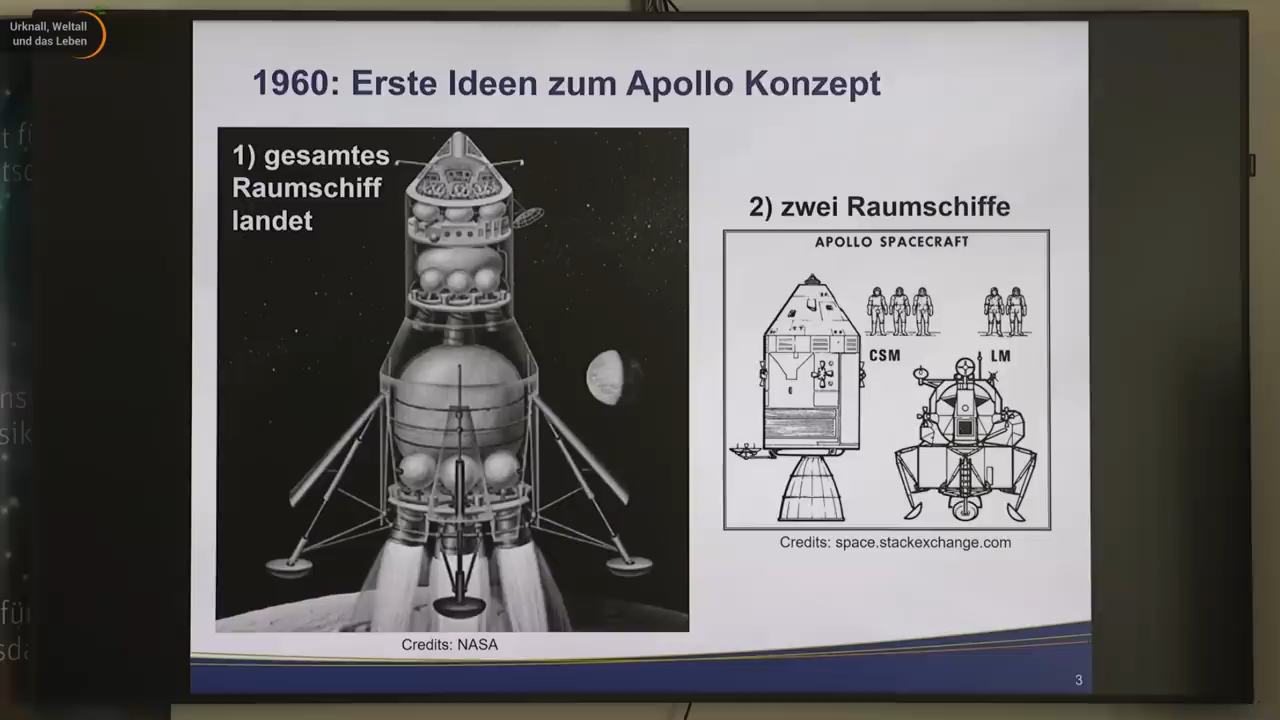 Urknall, Weltall
und das Leben
1960: Erste Ideen zum Apollo Konzept
1) gesamtes
Raumschiff
landet
2) zwei Raumschiffe
APOLLO SPACECRAFT
CSM
LM
Credits: space.stackexchange.com
Credits: NASA
3